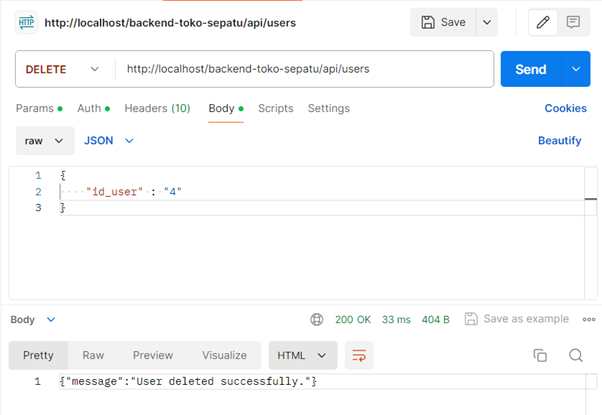 HTTP http://localhost/backend-toko-sepatu/api/users Save
DELETE http://localhost/backend-toko-sepatu/api/users Send
Params Auth Headers (10) Body Scripts Settings Cookies
raw JSON Beautify
1 {
2 "id_user" : "4"
3 }
Body 200 OK 33 ms 404 B Save as example
Pretty Raw Preview Visualize HTML
1 {"message":"User deleted successfully."}